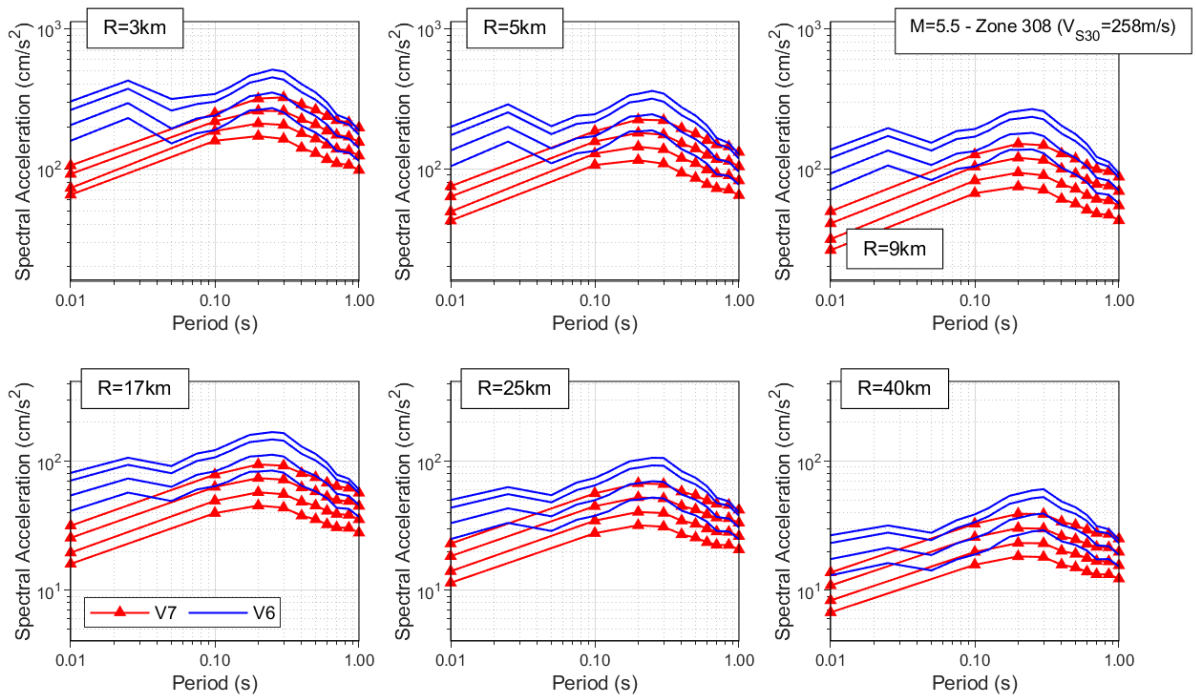 R=3km
Spectral Acceleration (cm/s²)
10³
10²
0.01 0.10 1.00
Period (s)
R=5km
Spectral Acceleration (cm/s²)
10³
10²
0.01 0.10 1.00
Period (s)
M=5.5 - Zone 308 (V_S30=258m/s)
Spectral Acceleration (cm/s²)
10³
10²
R=9km
0.01 0.10 1.00
Period (s)
R=17km
Spectral Acceleration (cm/s²)
10²
10¹
V7 V6
0.01 0.10 1.00
Period (s)
R=25km
Spectral Acceleration (cm/s²)
10²
10¹
0.01 0.10 1.00
Period (s)
R=40km
Spectral Acceleration (cm/s²)
10²
10¹
0.01 0.10 1.00
Period (s)